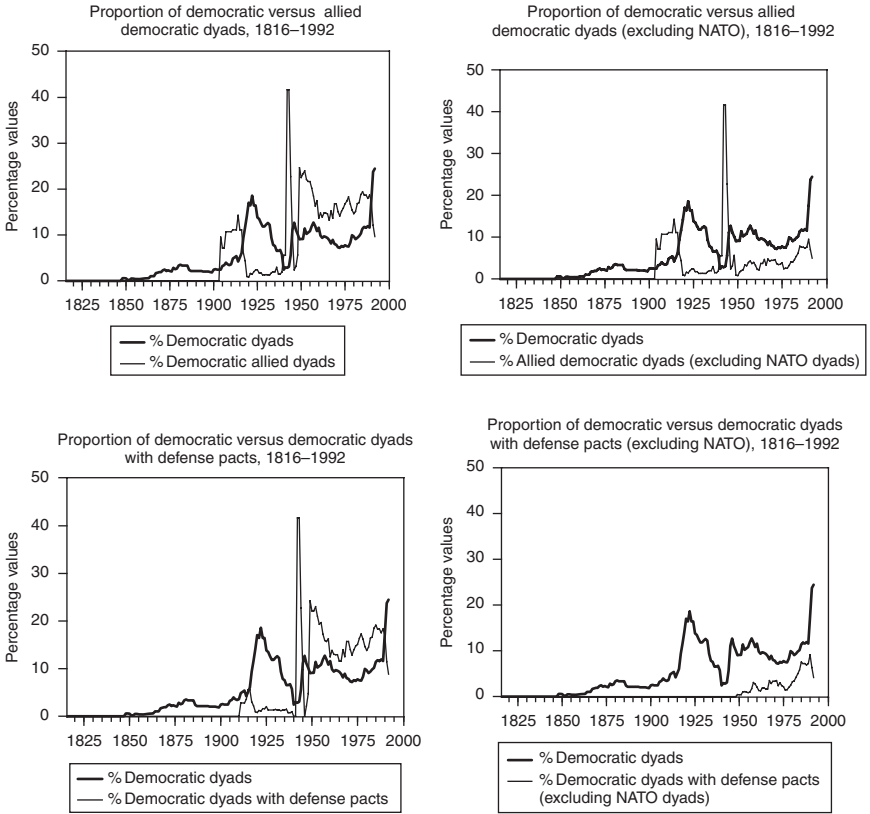 Proportion of democratic versus allied
democratic dyads, 1816–1992
Percentage values
50
40
30
20
10
0
1825 1850 1875 1900 1925 1950 1975 2000
% Democratic dyads
% Democratic allied dyads
Proportion of democratic versus allied
democratic dyads (excluding NATO), 1816–1992
Percentage values
50
40
30
20
10
0
1825 1850 1875 1900 1925 1950 1975 2000
% Democratic dyads
% Allied democratic dyads (excluding NATO dyads)
Proportion of democratic versus democratic dyads
with defense pacts, 1816–1992
Percentage values
50
40
30
20
10
0
1825 1850 1875 1900 1925 1950 1975 2000
% Democratic dyads
% Democratic dyads with defense pacts
Proportion of democratic versus democratic dyads
with defense pacts (excluding NATO), 1816–1992
Percentage values
50
40
30
20
10
0
1825 1850 1875 1900 1925 1950 1975 2000
% Democratic dyads
% Democratic dyads with defense pacts
(excluding NATO dyads)